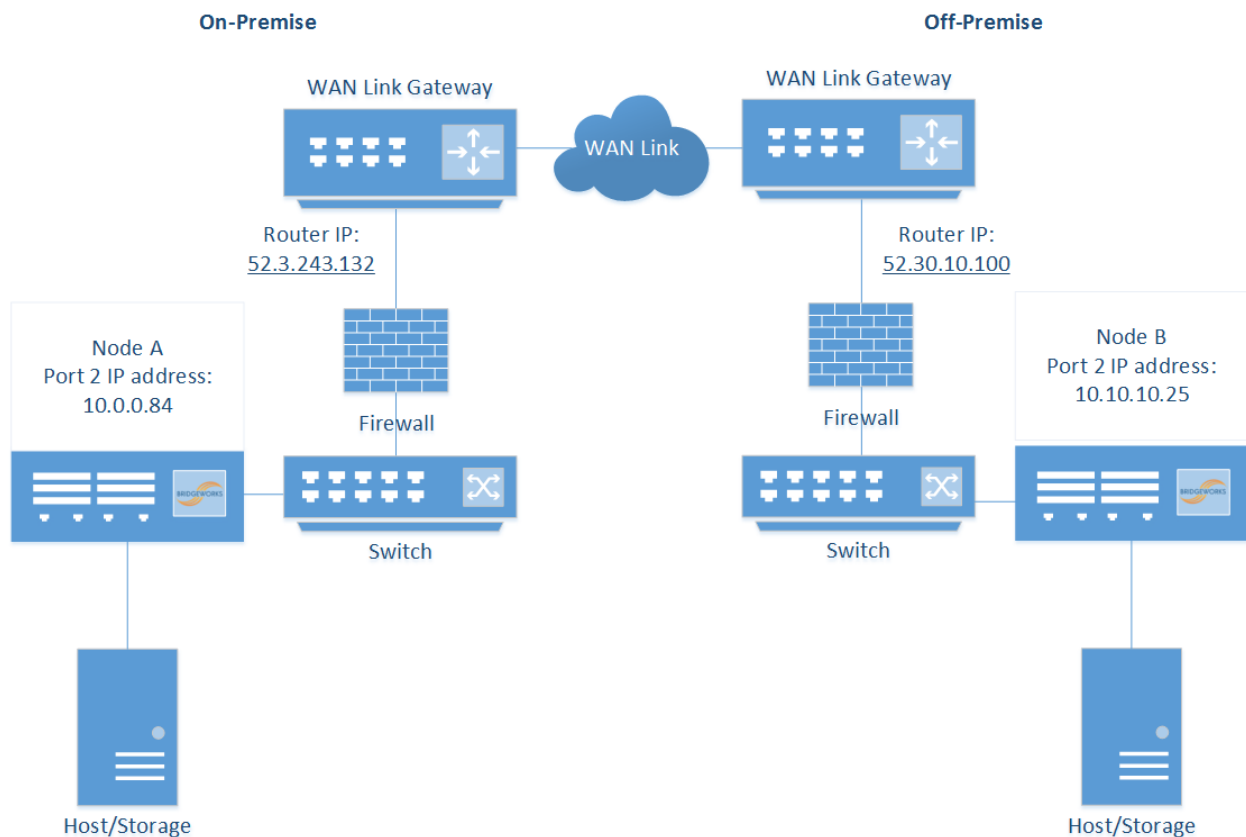 On-Premise
Off-Premise
WAN Link Gateway
WAN Link Gateway
WAN Link
Router IP:
52.3.243.132
Router IP:
52.30.10.100
Node A
Port 2 IP address:
10.0.0.84
Node B
Port 2 IP address:
10.10.10.25
Firewall
Firewall
BRIDGEWORKS
BRIDGEWORKS
Switch
Switch
Host/Storage
Host/Storage